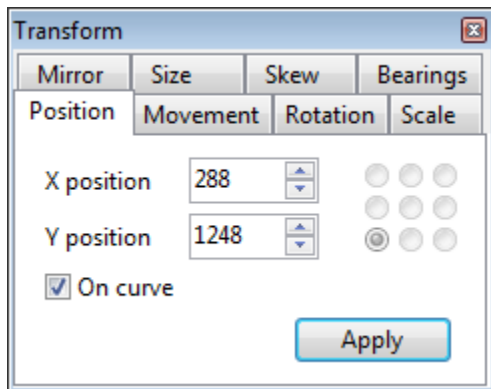 Transform
Mirror Size Skew Bearings
Position Movement Rotation Scale
X position 288
Y position 1248
On curve
Apply